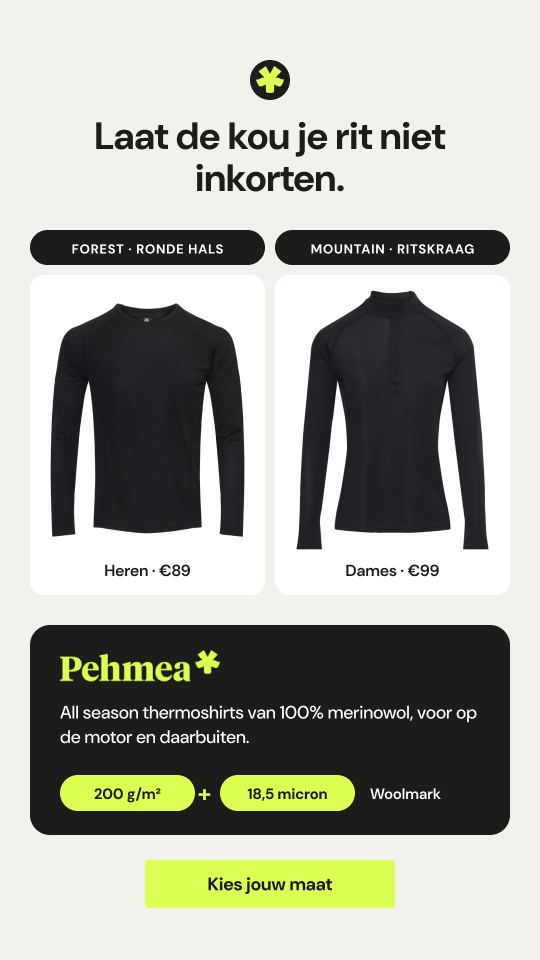 Laat de kou je rit niet
inkorten.
FOREST · RONDE HALS
MOUNTAIN · RITSKRAAG
Heren · €89
Dames · €99
Pehmea
All season thermoshirts van 100% merinowol, voor op
de motor en daarbuiten.
200 g/m² + 18,5 micron Woolmark
Kies jouw maat